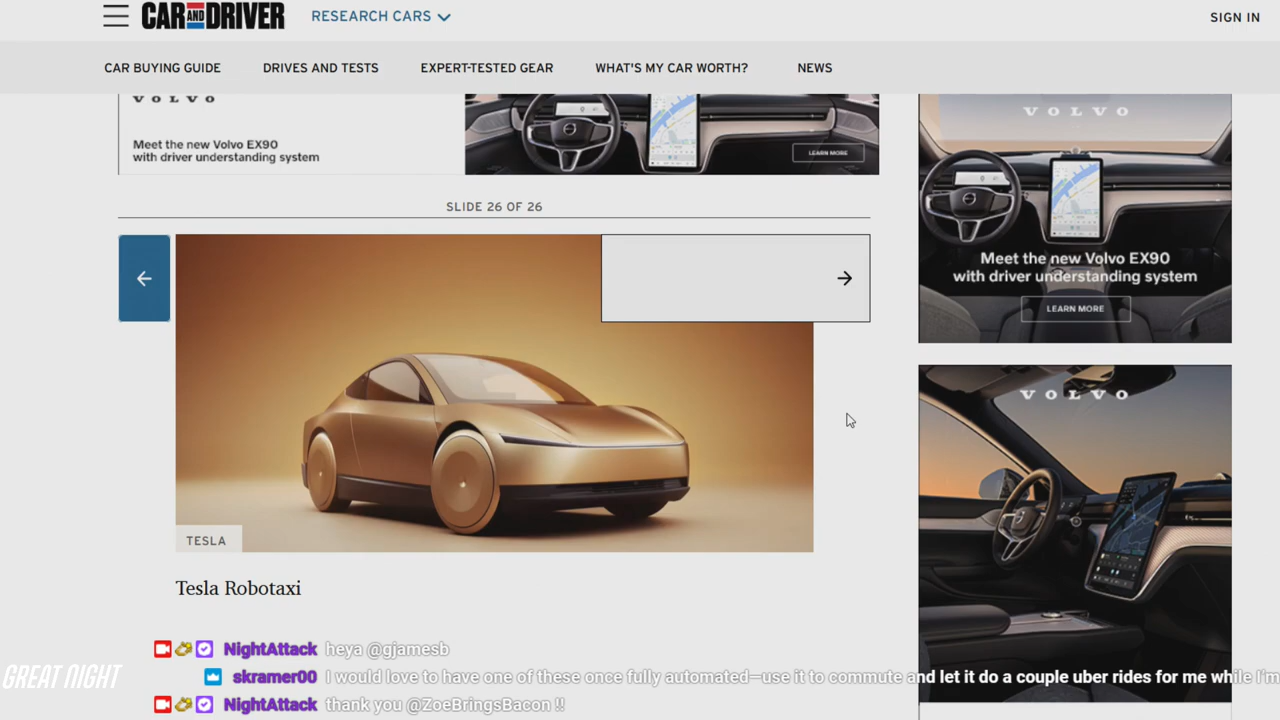 CAR AND DRIVER
RESEARCH CARS
SIGN IN
CAR BUYING GUIDE
DRIVES AND TESTS
EXPERT-TESTED GEAR
WHAT'S MY CAR WORTH?
NEWS
VOLVO
Meet the new Volvo EX90
with driver understanding system
LEARN MORE
VOLVO
Meet the new Volvo EX90
with driver understanding system
LEARN MORE
SLIDE 26 OF 26
TESLA
Tesla Robotaxi
VOLVO
NightAttack heya @gjamesb
skramer00 I would love to have one of these once fully automated—use it to commute and let it do a couple uber rides for me while I'm
NightAttack thank you @ZoeBringsBacon !!
GREAT NIGHT